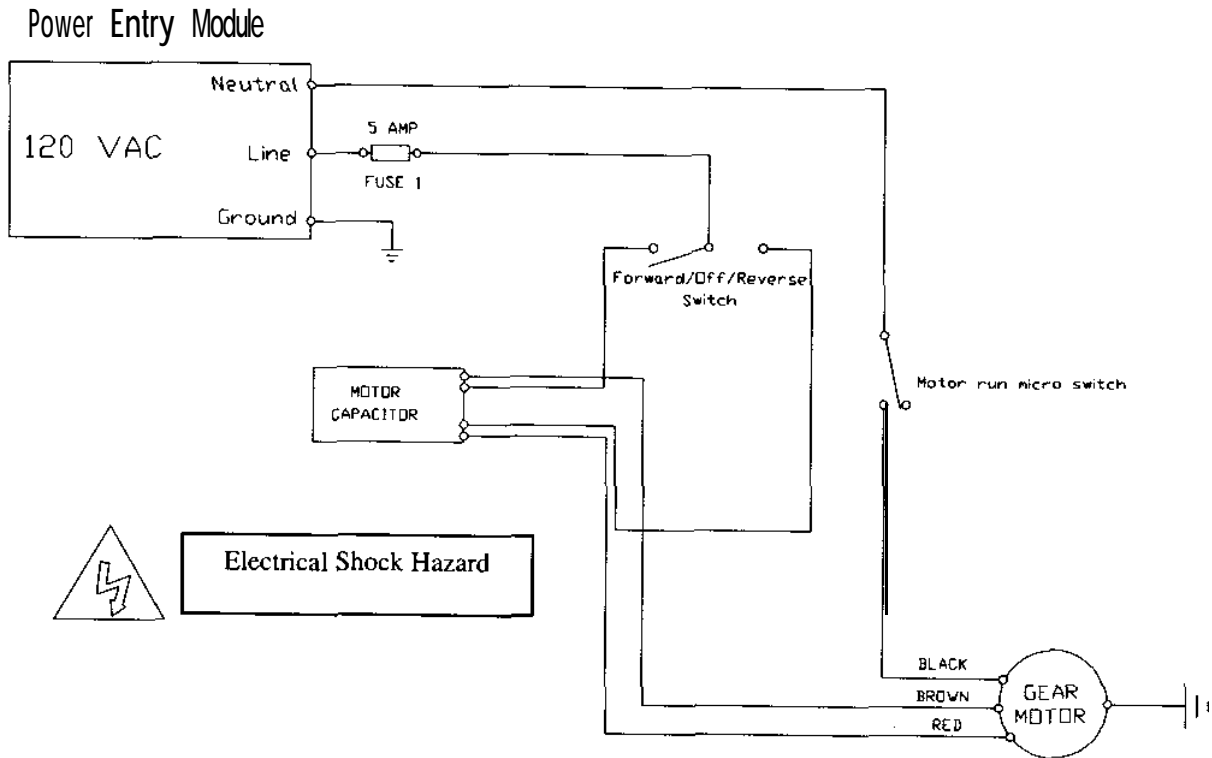 Power Entry Module
Neutral
120 VAC
Line
5 AMP
FUSE 1
Ground
Forward/Off/Reverse
Switch
Motor run micro switch
MOTOR
CAPACITOR
Electrical Shock Hazard
BLACK
BROWN
RED
GEAR
MOTOR